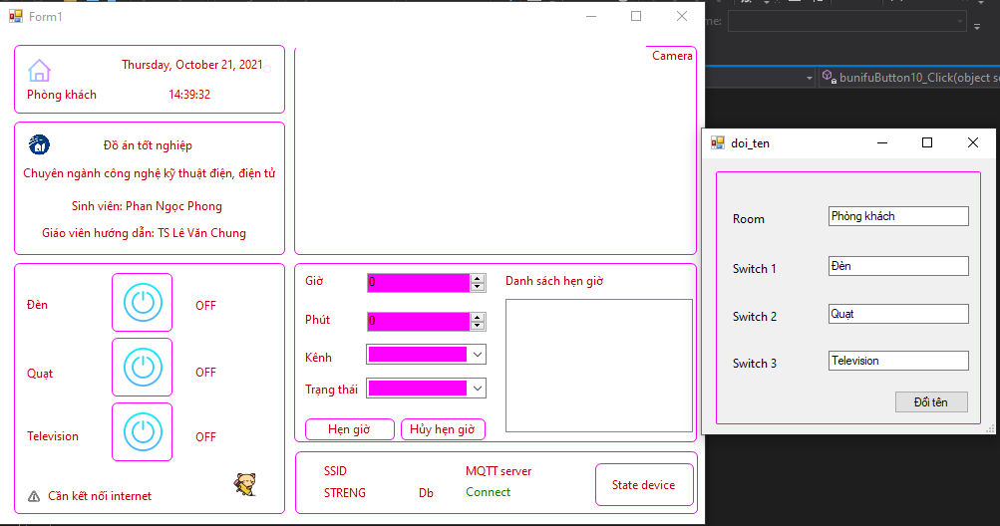 Form1
Thursday, October 21, 2021
Phòng khách
14:39:32
Đồ án tốt nghiệp
Chuyên ngành công nghệ kỹ thuật điện, điện tử
Sinh viên: Phan Ngọc Phong
Giáo viên hướng dẫn: TS Lê Văn Chung
Đèn
OFF
Quạt
OFF
Television
OFF
Cần kết nối internet
Camera
Giờ
0
Phút
0
Kênh
Trạng thái
Hẹn giờ
Hủy hẹn giờ
Danh sách hẹn giờ
SSID
MQTT server
STRENG
Db
Connect
State device
me:
bunifuButton10_Click(object se
doi_ten
Room
Phòng khách
Switch 1
Đèn
Switch 2
Quạt
Switch 3
Television
Đổi tên